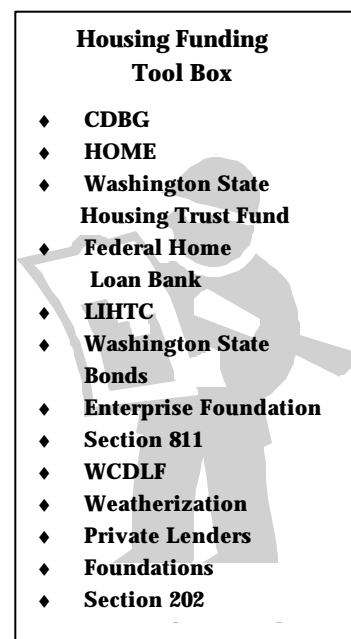 Housing Funding
Tool Box
♦ CDBG
♦ HOME
♦ Washington State
Housing Trust Fund
♦ Federal Home
Loan Bank
♦ LIHTC
♦ Washington State
Bonds
♦ Enterprise Foundation
♦ Section 811
♦ WCDLF
♦ Weatherization
♦ Private Lenders
♦ Foundations
♦ Section 202